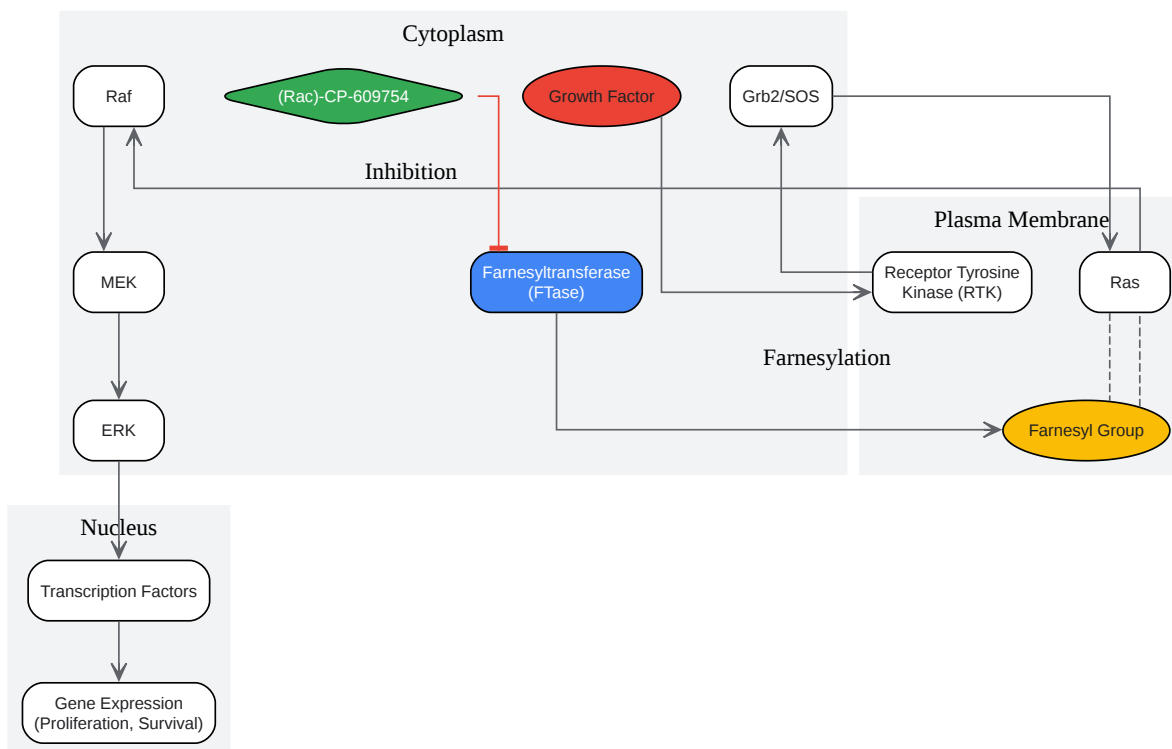 Cytoplasm
Raf
(Rac)-CP-609754
Growth Factor
Grb2/SOS
Inhibition
Plasma Membrane
MEK
Farnesyltransferase
(FTase)
Receptor Tyrosine
Kinase (RTK)
Ras
Farnesylation
ERK
Farnesyl Group
Nucleus
Transcription Factors
Gene Expression
(Proliferation, Survival)